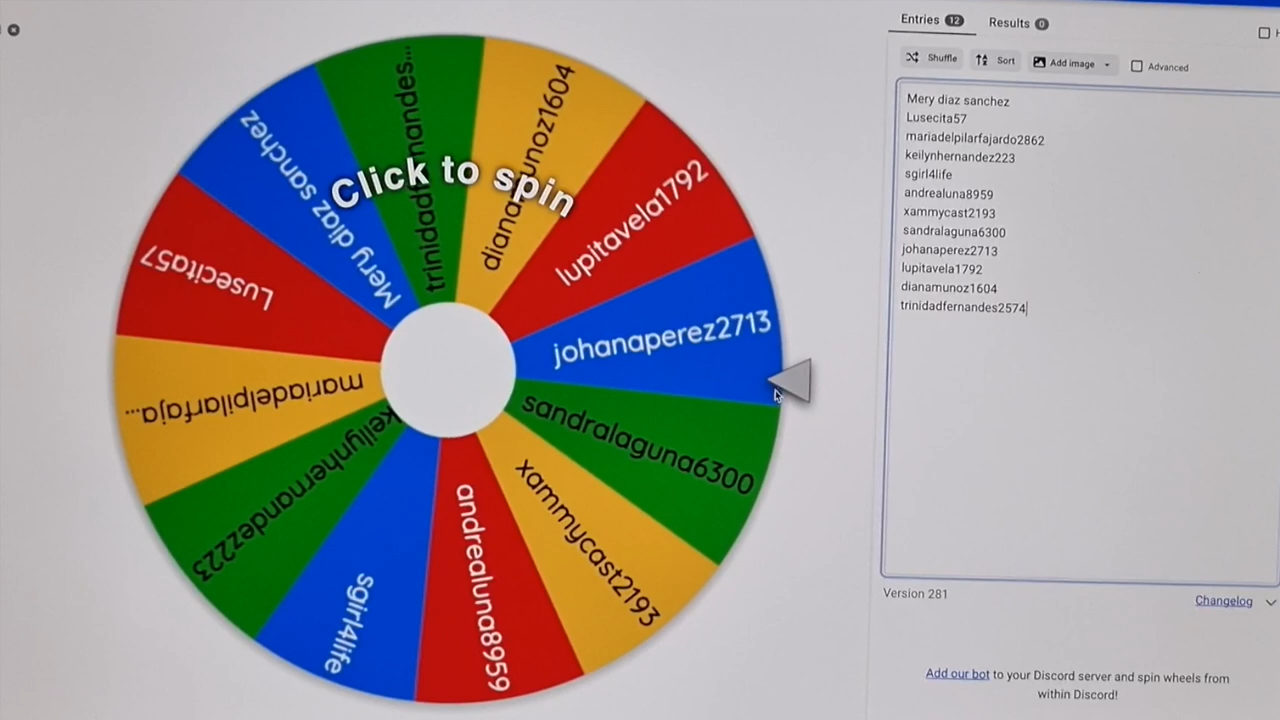 Entries 12 Results 0
H
Shuffle Sort Add image Advanced
Mery diaz sanchez
Lusecita57
mariadelpilarfajardo2862
keilynhernandez223
sgirl4life
andrealuna8959
xammycast2193
sandralaguna6300
johanaperez2713
lupitavela1792
dianamunoz1604
trinidadfernandes2574
Version 281
Changelog
Add our bot to your Discord server and spin wheels from
within Discord!
Click to spin
trinidadfernandes...
dianamunoz1604
lupitavela1792
johanaperez2713
sandralaguna6300
xammycast2193
andrealuna8959
sgirl4life
keilynhernandez223
mariadelpilarfaja...
Lusecita57
Mery diaz sanchez